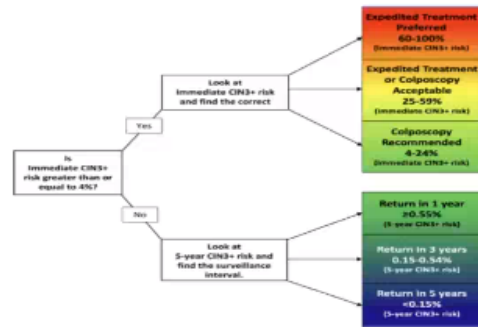 Expedited Treatment
Preferred
60-100%
(Immediate CIN3+ risk)
Expedited Treatment
or Colposcopy
Acceptable
25-59%
(Immediate CIN3+ risk)
Colposcopy
Recommended
4-24%
(Immediate CIN3+ risk)
Look at
Immediate CIN3+ risk
and find the correct
Yes
Is
Immediate CIN3+
risk greater than or
equal to 4%?
No
Look at
5-year CIN3+ risk and
find the surveillance
interval.
Return in 1 year
≥0.55%
(5-year CIN3+ risk)
Return in 3 years
0.15-0.54%
(5-year CIN3+ risk)
Return in 5 years
<0.15%
(5-year CIN3+ risk)